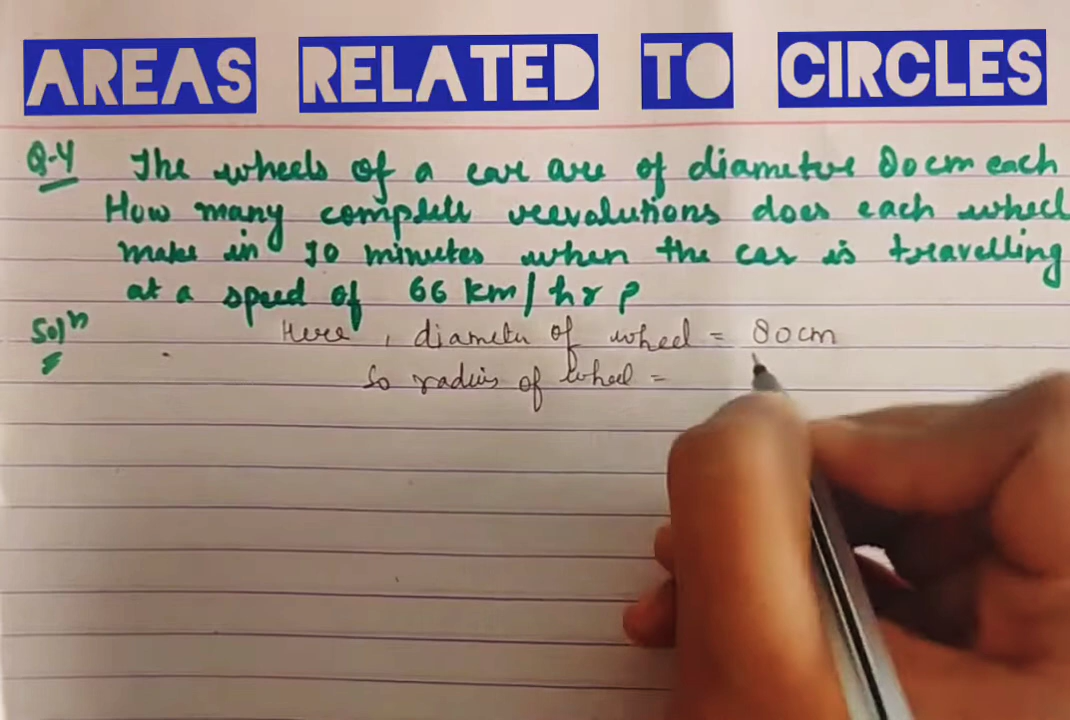 AREAS RELATED TO CIRCLES
Q-4 The wheels of a car are of diameter 80cm each
How many complete revolutions does each wheel
make in 10 minutes when the car is travelling
at a speed of 66 km/hr ?
Solⁿ Here, diameter of wheel = 80cm
So radius of wheel =